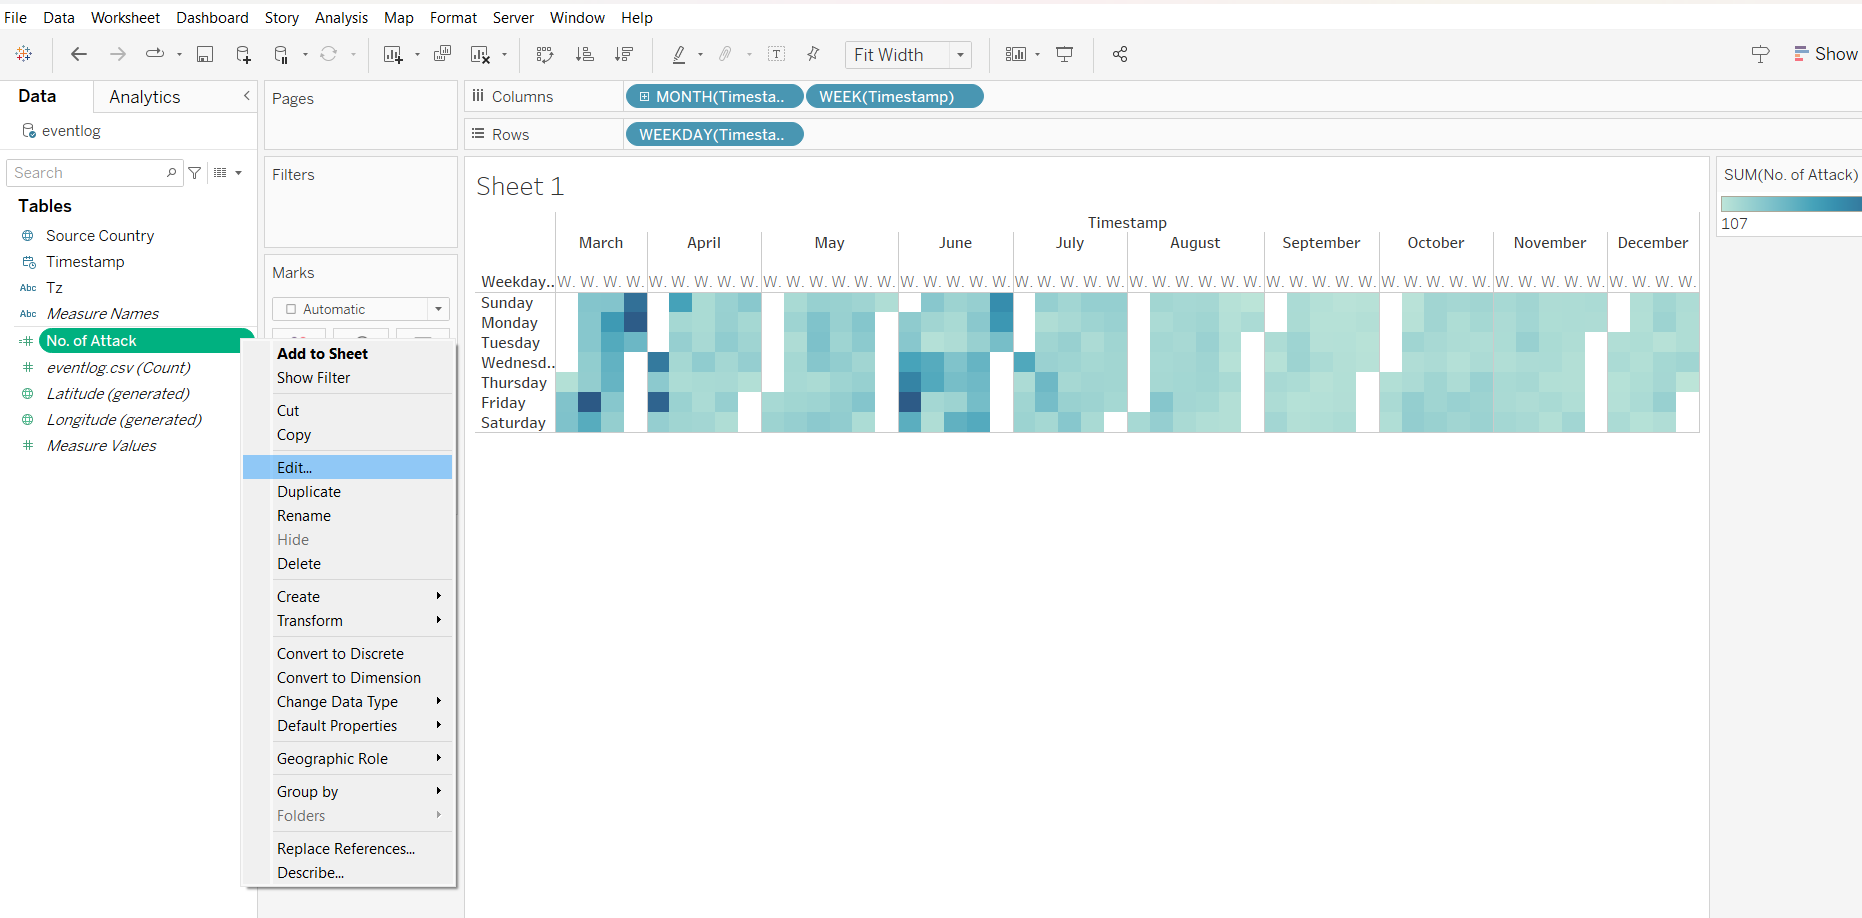 File Data Worksheet Dashboard Story Analysis Map Format Server Window Help
Fit Width
Show
Data Analytics
eventlog
Search
Tables
Source Country
Timestamp
Abc Tz
Abc Measure Names
No. of Attack
eventlog.csv (Count)
Latitude (generated)
Longitude (generated)
Measure Values
Pages
Filters
Marks
Automatic
Add to Sheet
Show Filter
Cut
Copy
Edit...
Duplicate
Rename
Hide
Delete
Create
Transform
Convert to Discrete
Convert to Dimension
Change Data Type
Default Properties
Geographic Role
Group by
Folders
Replace References...
Describe...
Columns MONTH(Timesta.. WEEK(Timestamp)
Rows WEEKDAY(Timesta..
Sheet 1
Timestamp
March April May June July August September October November December
Weekday.. W. W. W. W. W. W. W. W. W. W. W. W. W. W. W. W. W. W. W. W. W. W. W. W. W. W. W. W. W. W. W. W. W. W. W. W. W. W. W. W. W. W. W. W. W. W. W. W. W. W.
Sunday
Monday
Tuesday
Wednesd..
Thursday
Friday
Saturday
SUM(No. of Attack)
107